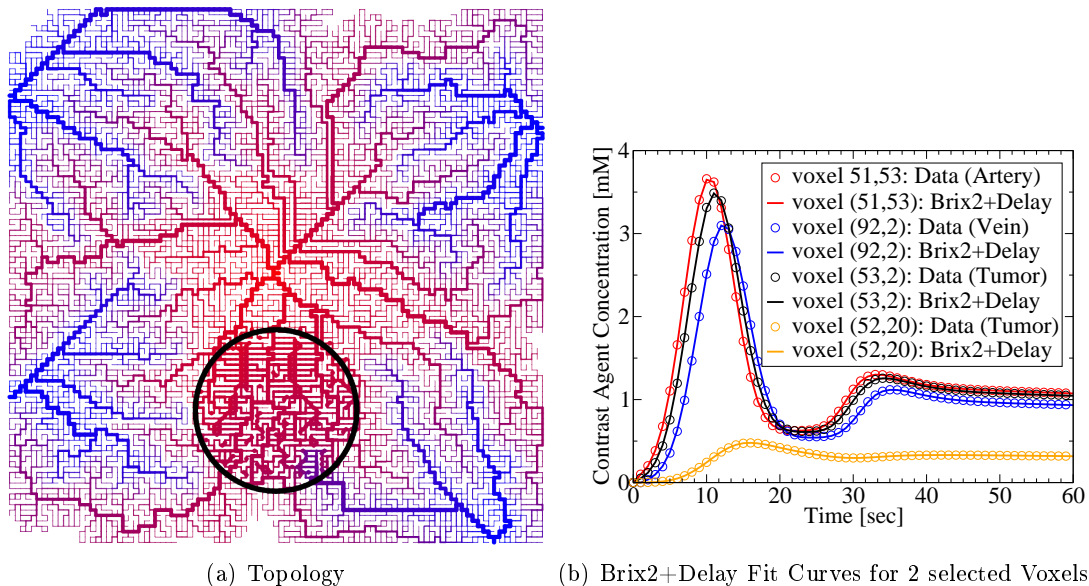 4
3
2
1
0
0
10
20
30
40
50
60
Contrast Agent Concentration [mM]
Time [sec]
voxel 51,53: Data (Artery)
voxel (51,53): Brix2+Delay
voxel (92,2): Data (Vein)
voxel (92,2): Brix2+Delay
voxel (53,2): Data (Tumor)
voxel (53,2): Brix2+Delay
voxel (52,20): Data (Tumor)
voxel (52,20): Brix2+Delay
(a) Topology
(b) Brix2+Delay Fit Curves for 2 selected Voxels